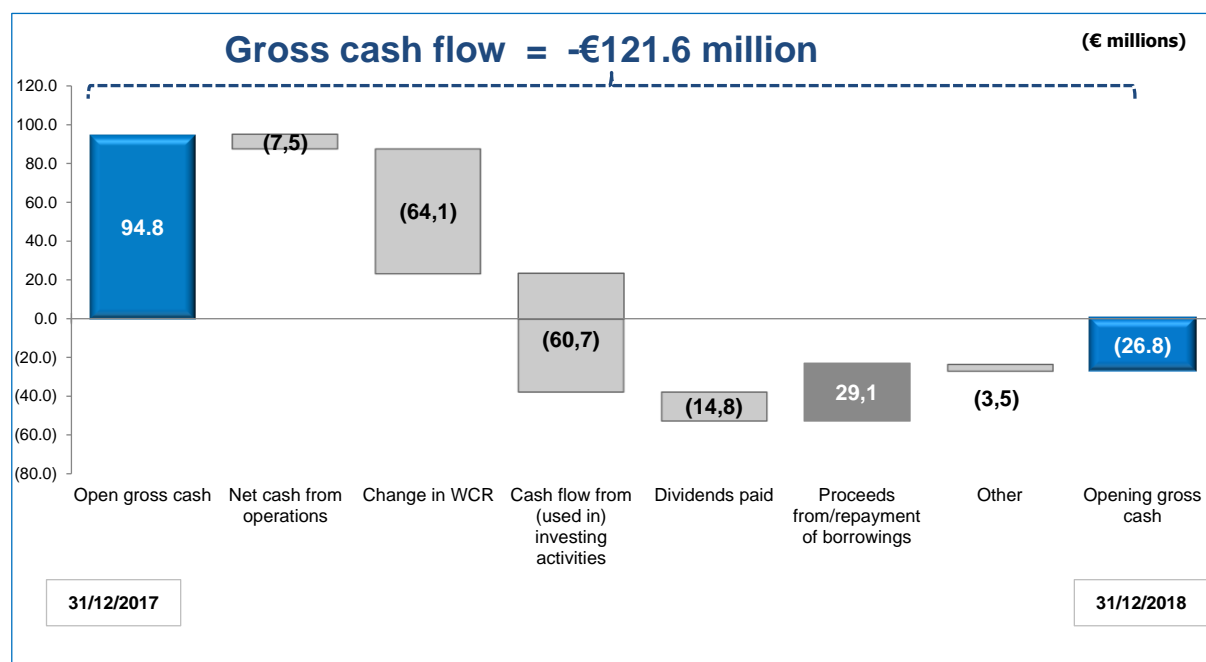 Gross cash flow = -€121.6 million
(€ millions)
120.0
100.0
80.0
60.0
40.0
20.0
0.0
(20.0)
(40.0)
(60.0)
(80.0)
94.8
(7,5)
(64,1)
(60,7)
(14,8)
29,1
(3,5)
(26.8)
Open gross cash
Net cash from
operations
Change in WCR
Cash flow from
(used in)
investing
activities
Dividends paid
Proceeds
from/repayment
of borrowings
Other
Opening gross
cash
31/12/2017
31/12/2018